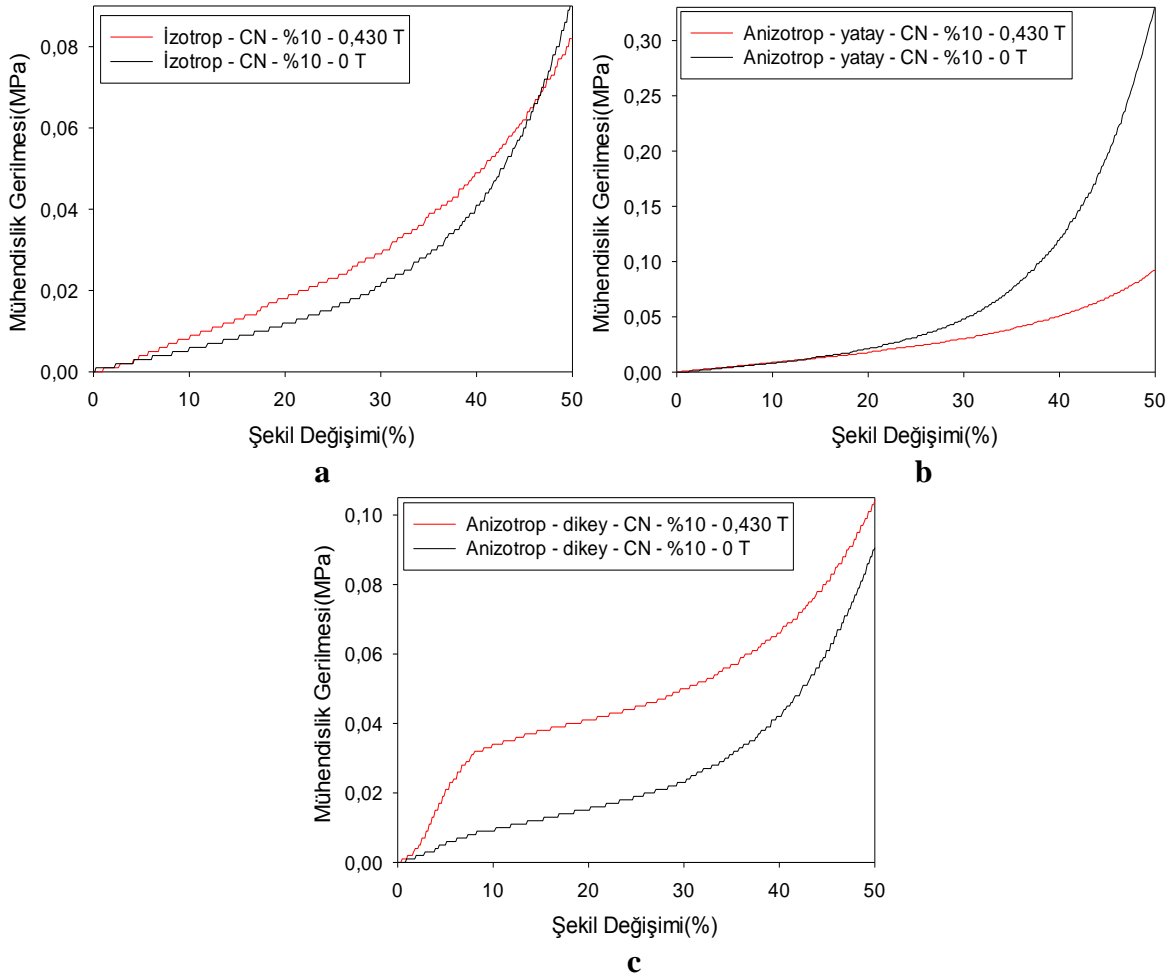 İzotrop - CN - %10 - 0,430 T
İzotrop - CN - %10 - 0 T
Mühendislik Gerilmesi(MPa)
0,08
0,06
0,04
0,02
0,00
0 10 20 30 40 50
Şekil Değişimi(%)
a
Anizotrop - yatay - CN - %10 - 0,430 T
Anizotrop - yatay - CN - %10 - 0 T
Mühendislik Gerilmesi (MPa)
0,30
0,25
0,20
0,15
0,10
0,05
0,00
0 10 20 30 40 50
Şekil Değişimi(%)
b
Anizotrop - dikey - CN - %10 - 0,430 T
Anizotrop - dikey - CN - %10 - 0 T
Mühendislik Gerilmesi(MPa)
0,10
0,08
0,06
0,04
0,02
0,00
0 10 20 30 40 50
Şekil Değişimi(%)
c